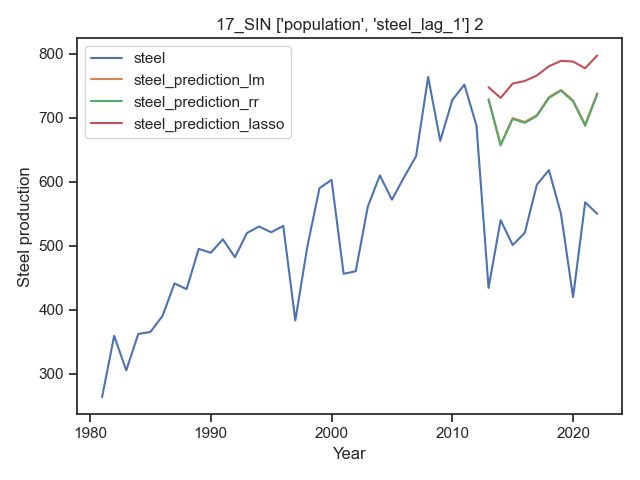 17_SIN ['population', 'steel_lag_1'] 2
steel
steel_prediction_lm
steel_prediction_rr
steel_prediction_lasso
Steel production
800
700
600
500
400
300
1980
1990
2000
2010
2020
Year